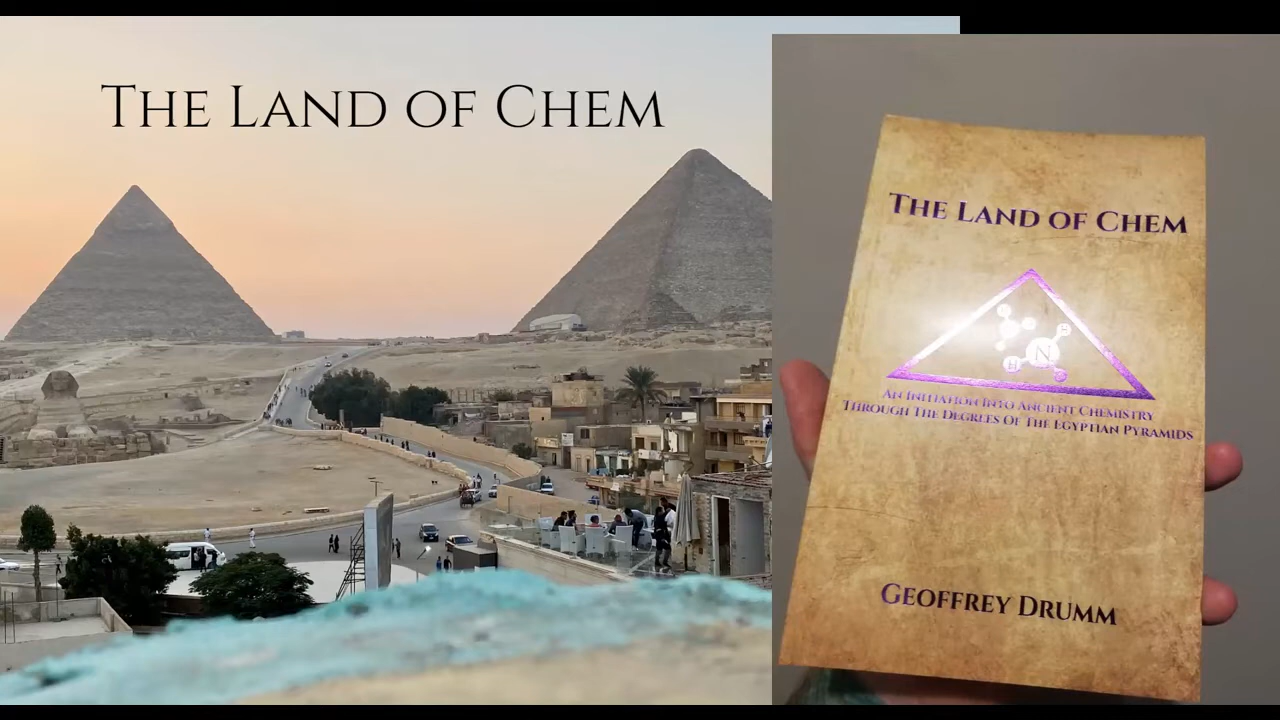 The Land of Chem
The Land of Chem
N
H
An Initiation Into Ancient Chemistry
Through The Degrees Of The Egyptian Pyramids
Geoffrey Drumm